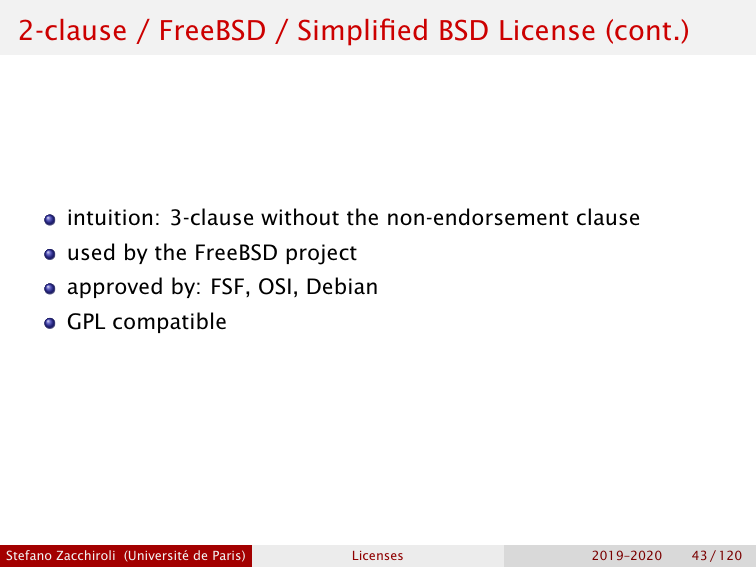 2-clause / FreeBSD / Simplified BSD License (cont.)
intuition: 3-clause without the non-endorsement clause
used by the FreeBSD project
approved by: FSF, OSI, Debian
GPL compatible
Stefano Zacchiroli (Université de Paris) Licenses 2019–2020 43 / 120